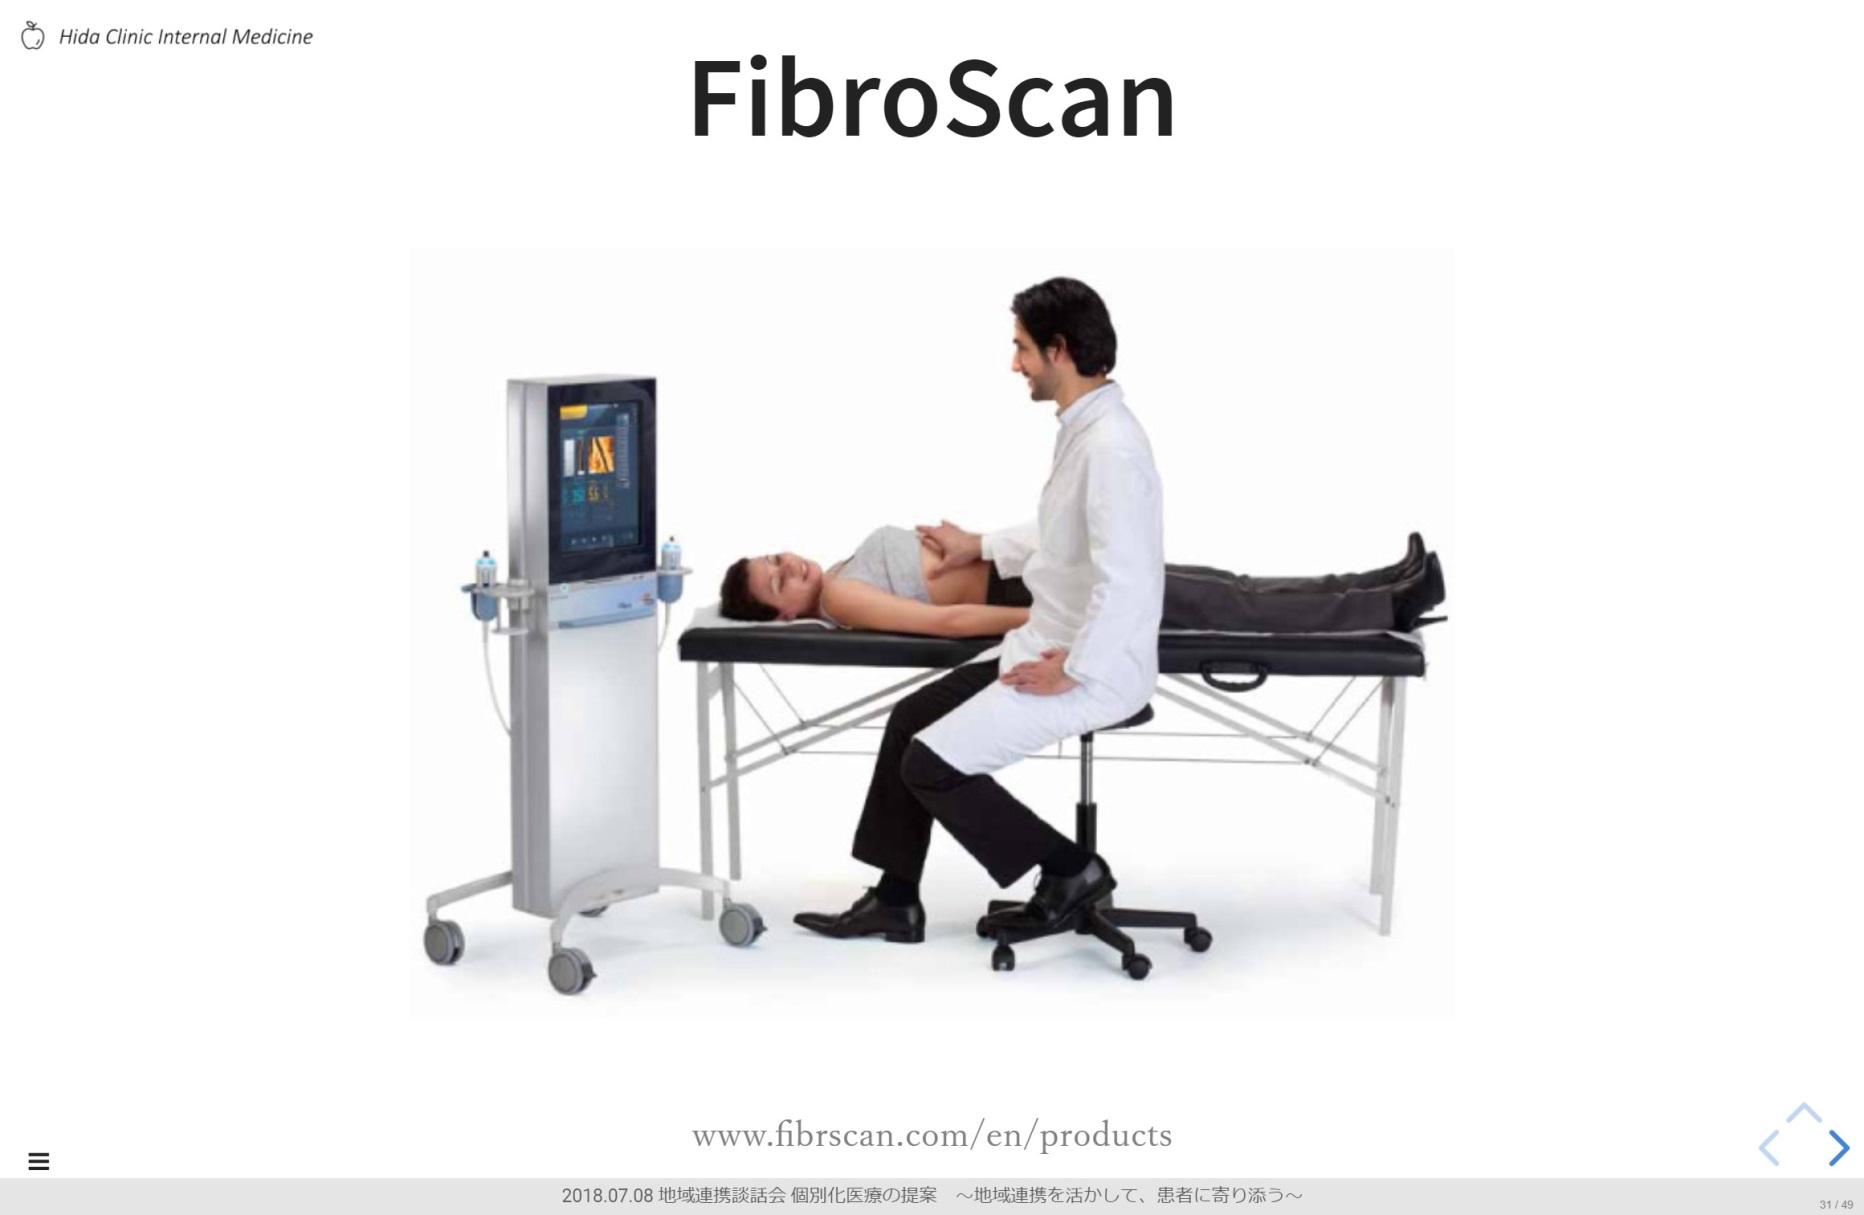 Hida Clinic Internal Medicine
FibroScan
www.fibrscan.com/en/products
2018.07.08 地域連携談話会 個別化医療の提案　～地域連携を活かして、患者に寄り添う～
31 / 49